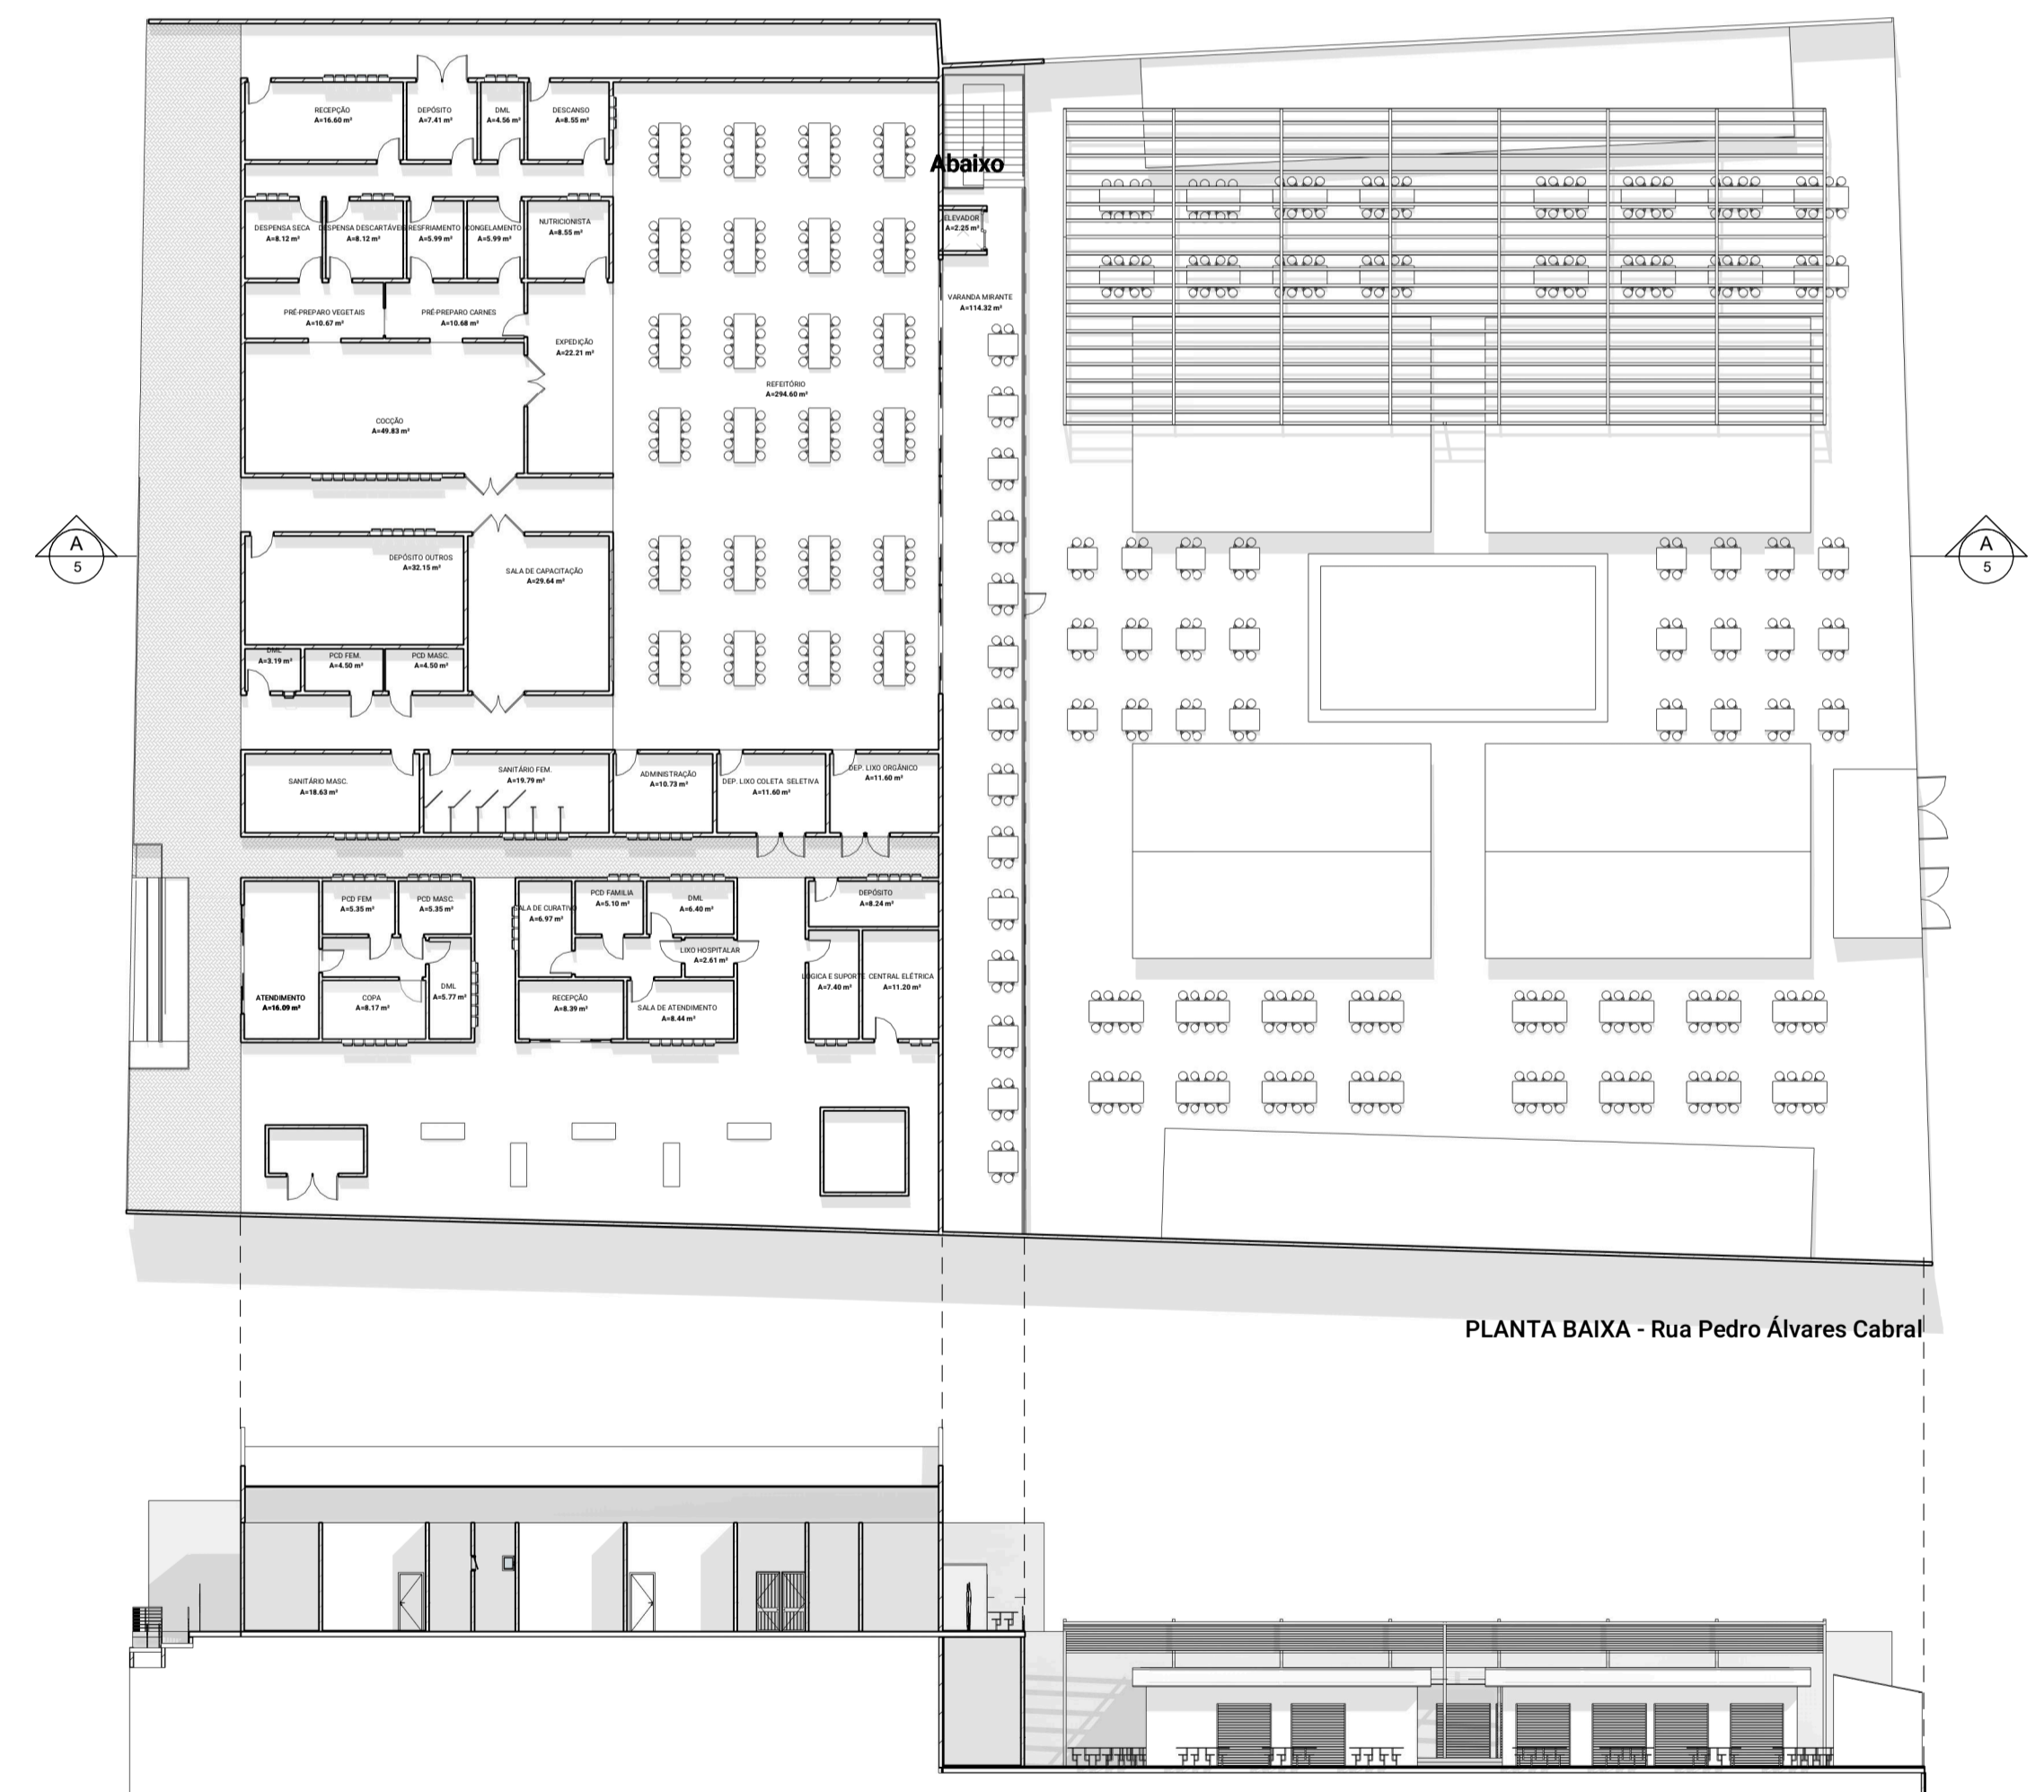 RECEPÇÃO
A=16.60 m²
DEPÓSITO
A=7.41 m²
DML
A=4.56 m²
DESCANSO
A=8.55 m²
Abaixo
DESPENSA SECA
A=8.12 m²
DESPENSA DESCARTÁVEL
A=8.12 m²
RESFRIAMENTO
A=5.99 m²
CONGELAMENTO
A=5.99 m²
NUTRICIONISTA
A=8.55 m²
ELEVADOR
A=2.25 m²
VARANDA MIRANTE
A=114.32 m²
PRÉ-PREPARO VEGETAIS
A=10.67 m²
PRÉ-PREPARO CARNES
A=10.68 m²
EXPEDIÇÃO
A=22.21 m²
REFEITÓRIO
A=294.60 m²
COCÇÃO
A=49.83 m²
A
5
DEPÓSITO OUTROS
A=32.15 m²
SALA DE CAPACITAÇÃO
A=29.64 m²
A
5
DML
A=3.19 m²
PCD FEM.
A=4.50 m²
PCD MASC.
A=4.50 m²
SANITÁRIO MASC.
A=18.63 m²
SANITÁRIO FEM.
A=19.79 m²
ADMINISTRAÇÃO
A=10.73 m²
DEP. LIXO COLETA SELETIVA
A=11.60 m²
DEP. LIXO ORGÂNICO
A=11.60 m²
PCD FEM
A=5.35 m²
PCD MASC.
A=5.35 m²
SALA DE CURATIVO
A=6.97 m²
PCD FAMILIA
A=5.10 m²
DML
A=6.40 m²
DEPÓSITO
A=8.24 m²
LIXO HOSPITALAR
A=2.61 m²
LÓGICA E SUPORTE
A=7.40 m²
CENTRAL ELÉTRICA
A=11.20 m²
ATENDIMENTO
A=16.09 m²
COPA
A=8.17 m²
DML
A=5.77 m²
RECEPÇÃO
A=8.39 m²
SALA DE ATENDIMENTO
A=8.44 m²
PLANTA BAIXA - Rua Pedro Álvares Cabral